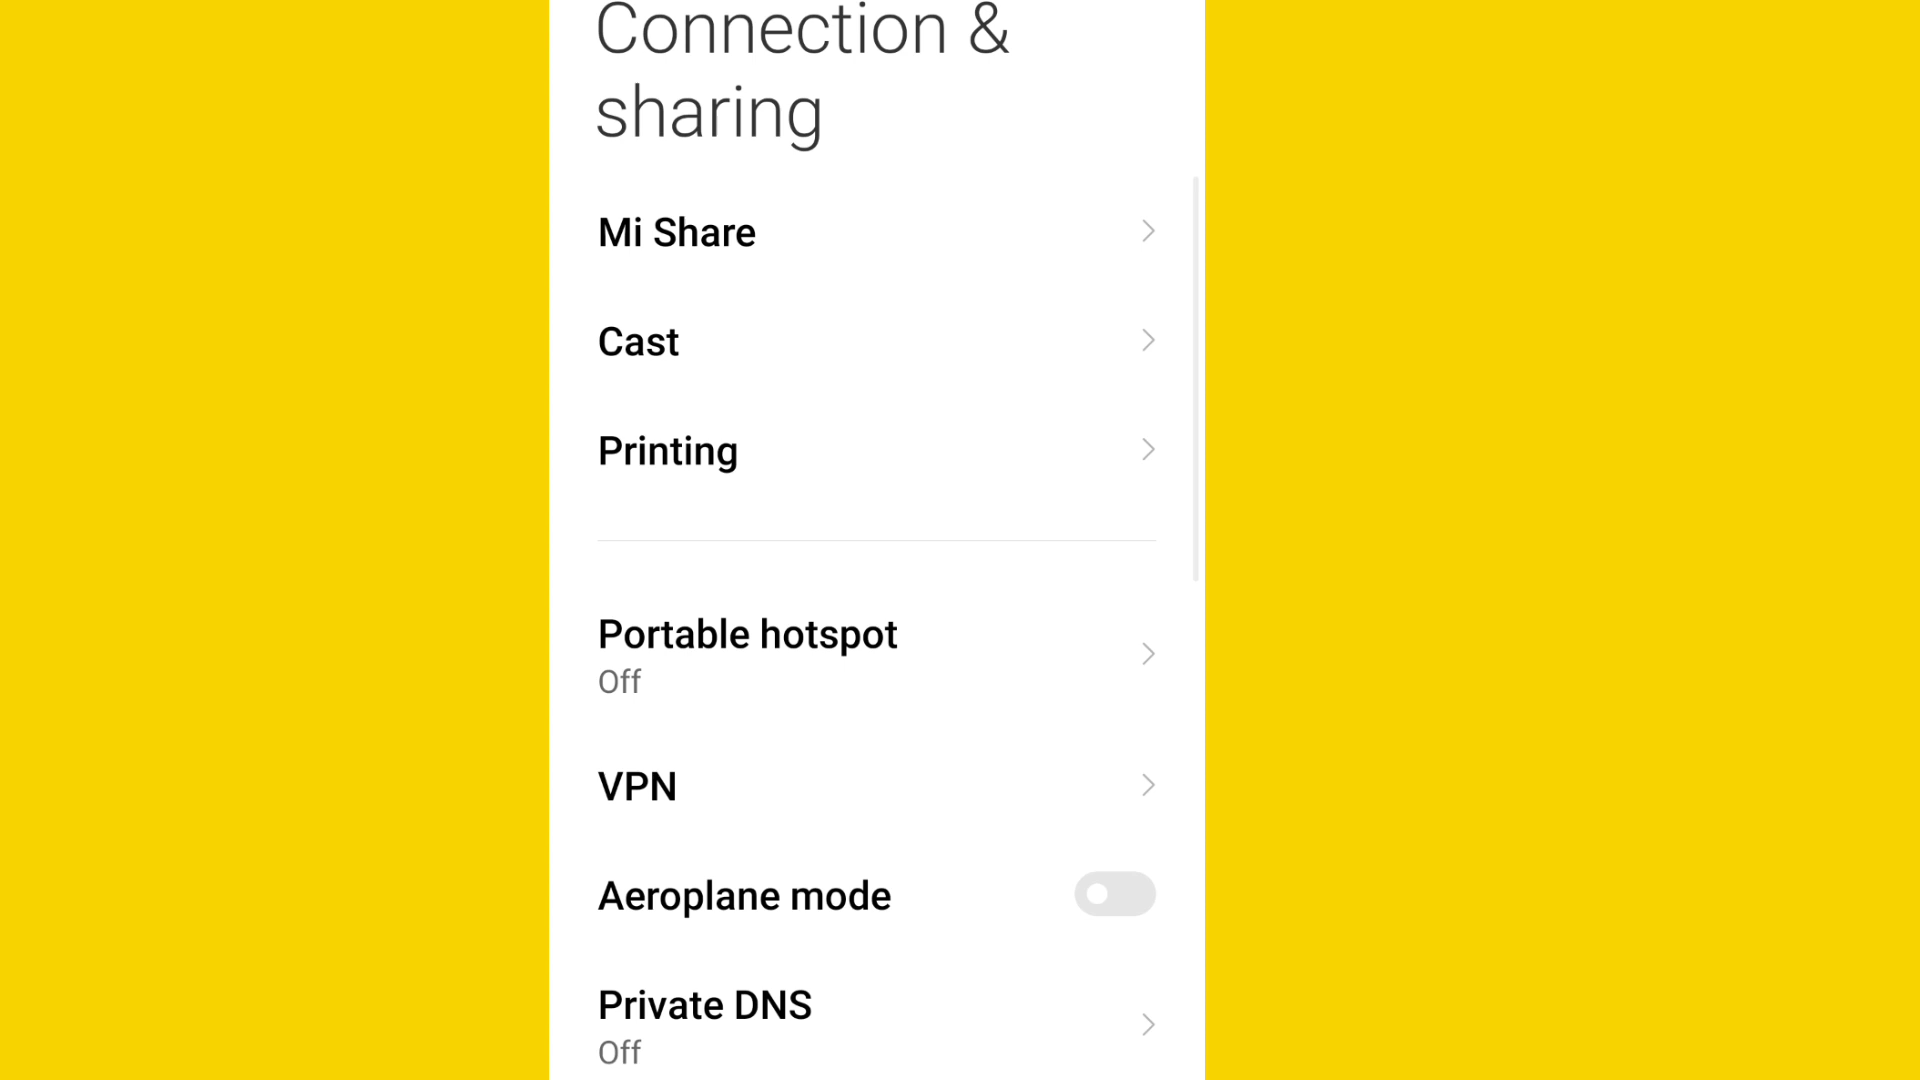 Connection &
sharing
Mi Share
Cast
Printing
Portable hotspot
Off
VPN
Aeroplane mode
Private DNS
Off